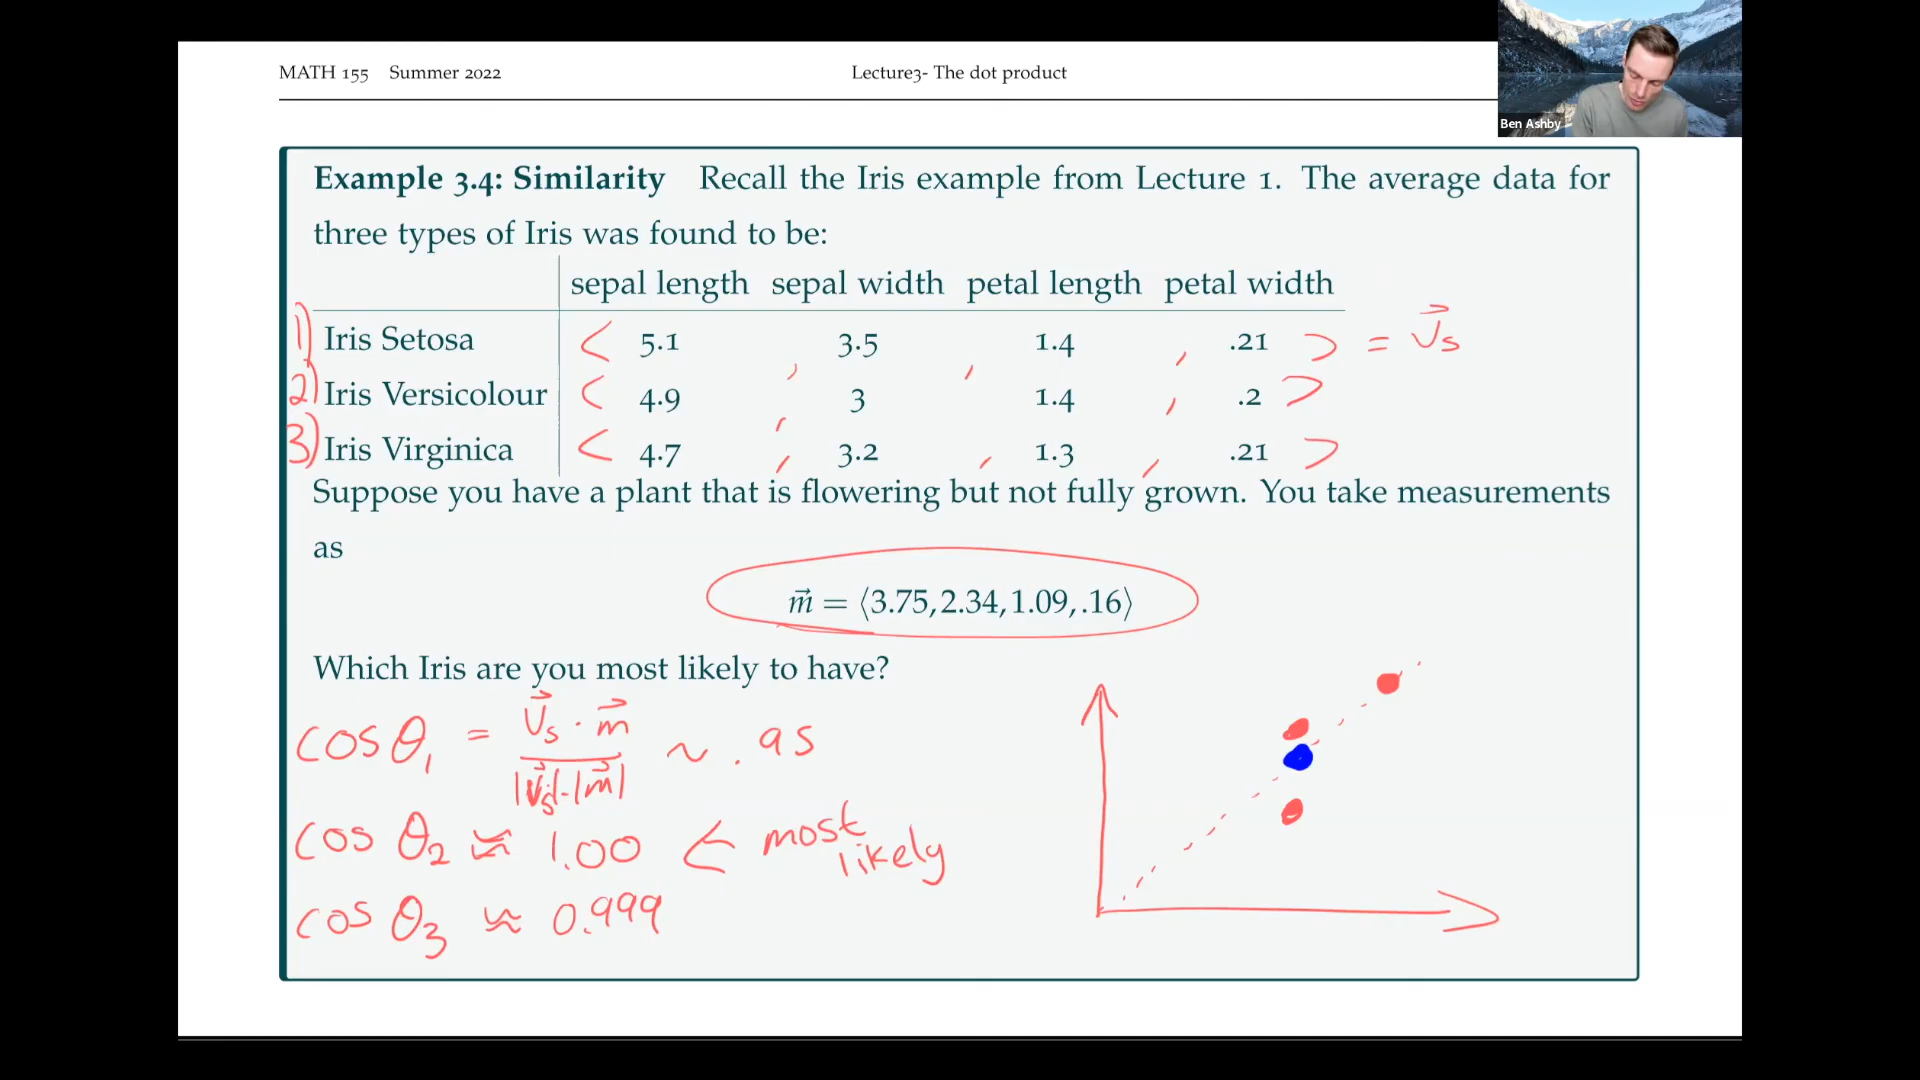 MATH 155 Summer 2022 Lecture3- The dot product
Ben Ashby
Example 3.4: Similarity Recall the Iris example from Lecture 1. The average data for
three types of Iris was found to be:
sepal length sepal width petal length petal width
1) Iris Setosa < 5.1 , 3.5 , 1.4 , .21 > = v⃗s
2) Iris Versicolour < 4.9 , 3 1.4 , .2 >
3) Iris Virginica < 4.7 , 3.2 , 1.3 , .21 >
Suppose you have a plant that is flowering but not fully grown. You take measurements
as
m⃗ = ⟨3.75, 2.34, 1.09, .16⟩
Which Iris are you most likely to have?
cos θ1 = v⃗s · m⃗ / |v⃗s|·|m⃗| ~ .95
cos θ2 ≈ 1.00 ← most likely
cos θ3 ≈ 0.999